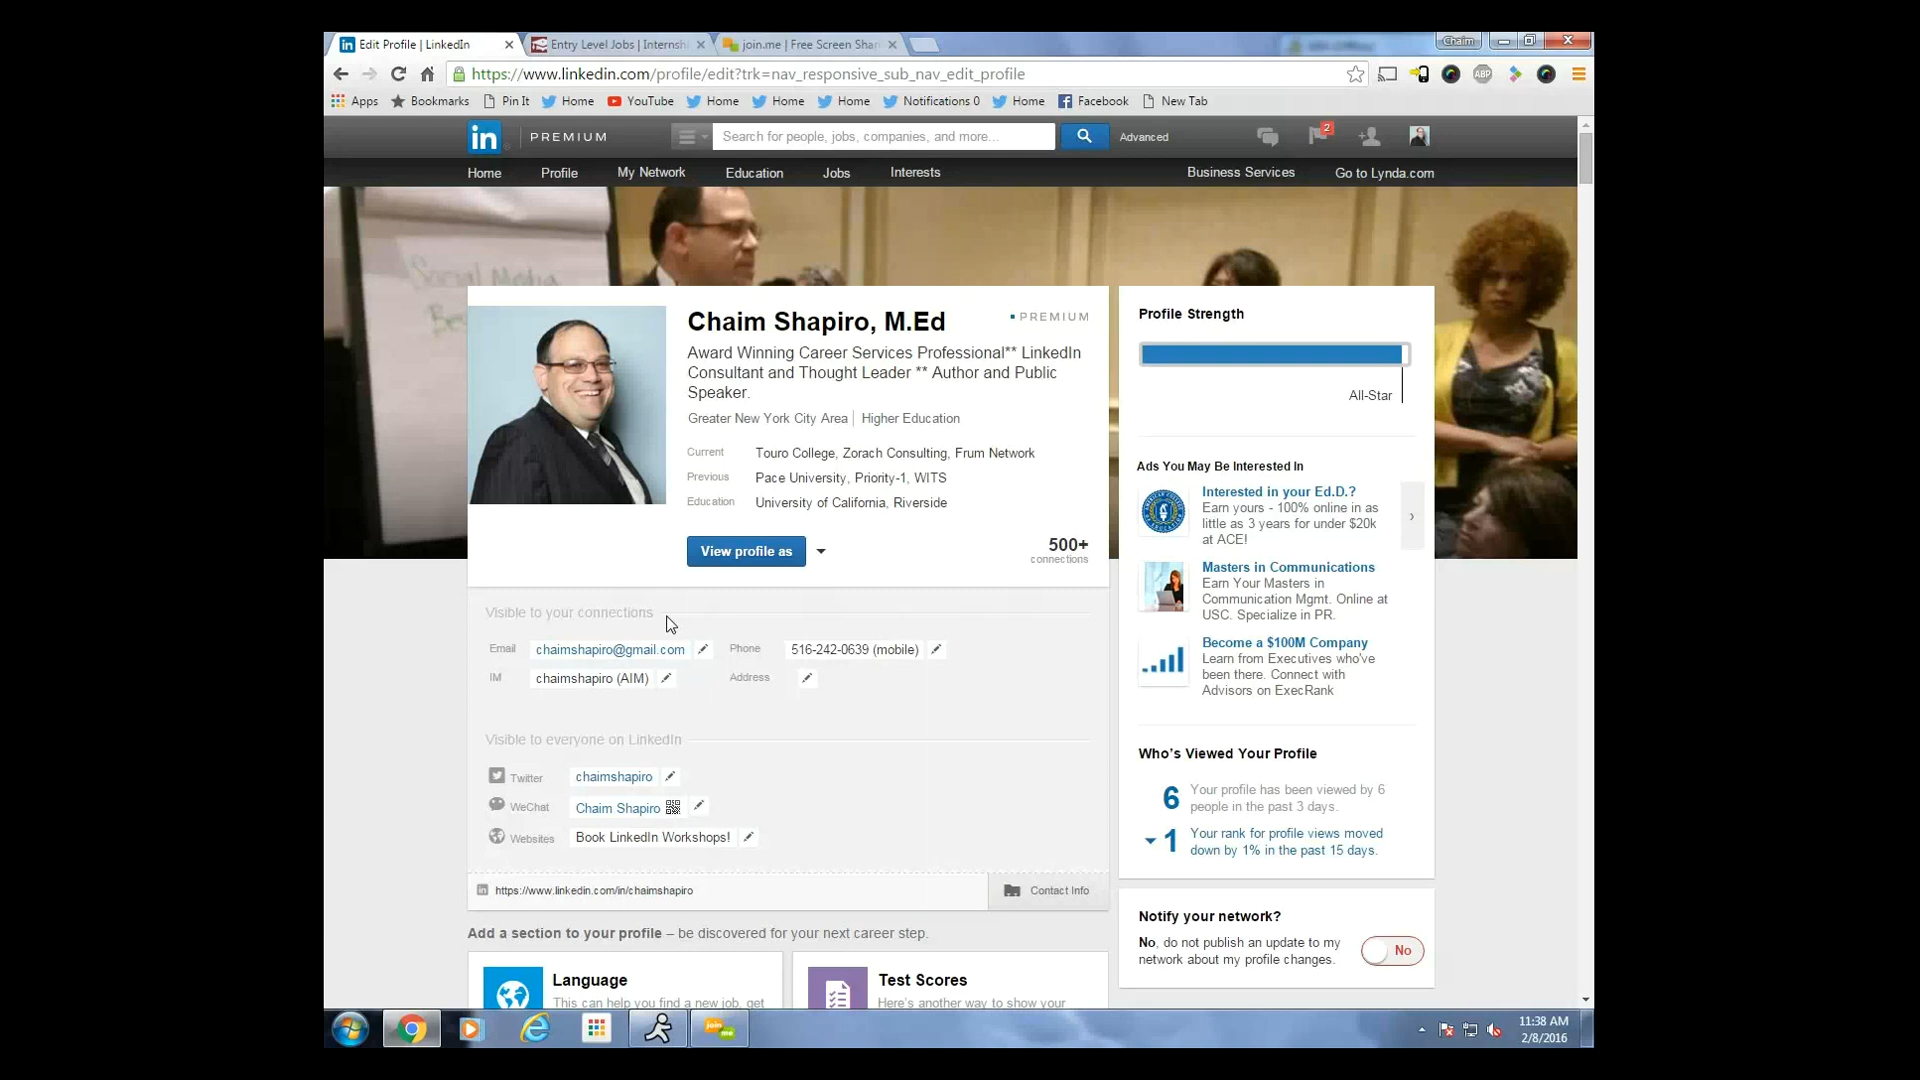 Edit Profile | LinkedIn
Entry Level Jobs | Internshi
join.me | Free Screen Shar
Chaim
https://www.linkedin.com/profile/edit?trk=nav_responsive_sub_nav_edit_profile
ABP
Apps
Bookmarks
Pin It
Home
YouTube
Home
Home
Home
Notifications 0
Home
Facebook
New Tab
in
PREMIUM
Search for people, jobs, companies, and more...
Advanced
2
Home
Profile
My Network
Education
Jobs
Interests
Business Services
Go to Lynda.com
Social Media
Chaim Shapiro, M.Ed
PREMIUM
Award Winning Career Services Professional** LinkedIn
Consultant and Thought Leader ** Author and Public
Speaker.
Greater New York City Area | Higher Education
Current Touro College, Zorach Consulting, Frum Network
Previous Pace University, Priority-1, WITS
Education University of California, Riverside
View profile as
500+
connections
Visible to your connections
Email chaimshapiro@gmail.com
Phone 516-242-0639 (mobile)
IM chaimshapiro (AIM)
Address
Visible to everyone on LinkedIn
Twitter chaimshapiro
WeChat Chaim Shapiro
Websites Book LinkedIn Workshops!
https://www.linkedin.com/in/chaimshapiro
Contact Info
Add a section to your profile – be discovered for your next career step.
Language
This can help you find a new job, get
Test Scores
Here's another way to show your
Profile Strength
All-Star
Ads You May Be Interested In
Interested in your Ed.D.?
Earn yours - 100% online in as
little as 3 years for under $20k
at ACE!
Masters in Communications
Earn Your Masters in
Communication Mgmt. Online at
USC. Specialize in PR.
Become a $100M Company
Learn from Executives who've
been there. Connect with
Advisors on ExecRank
Who's Viewed Your Profile
6 Your profile has been viewed by 6
people in the past 3 days.
1 Your rank for profile views moved
down by 1% in the past 15 days.
Notify your network?
No, do not publish an update to my
network about my profile changes.
No
join
me
11:38 AM
2/8/2016